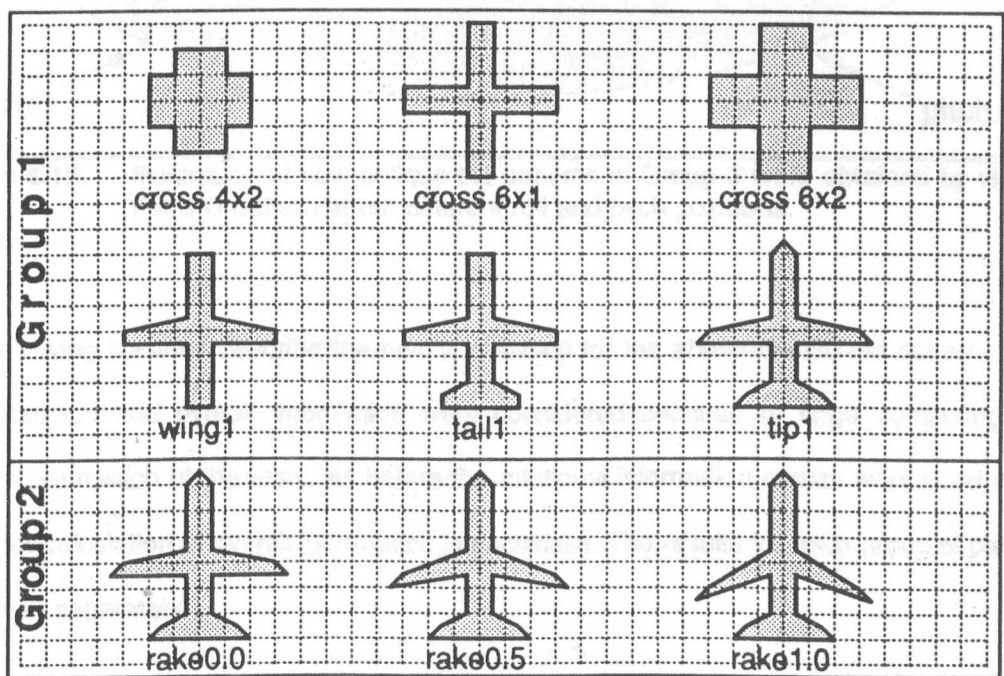 Group 1
cross 4x2
cross 6x1
cross 6x2
wing1
tail1
tip1
Group 2
rake0.0
rake0.5
rake1.0